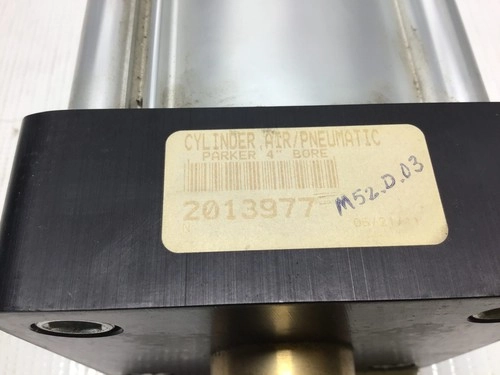 CYLINDER,AIR/PNEUMATIC
PARKER 4" BORE
2013977
M52.D.03
N